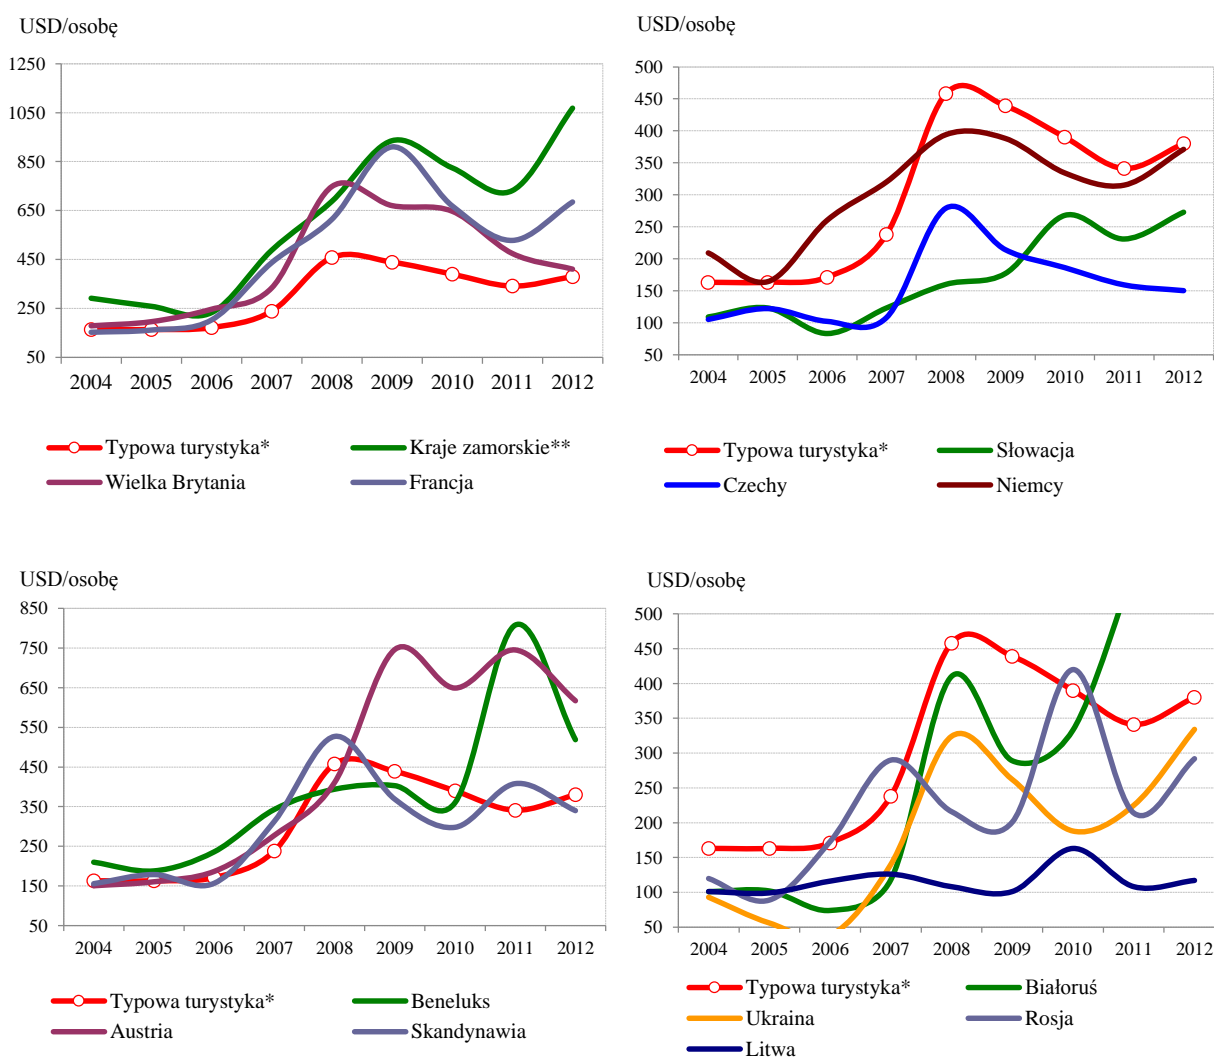 USD/osobę
1250
1050
850
650
450
250
50
2004 2005 2006 2007 2008 2009 2010 2011 2012
Typowa turystyka* Kraje zamorskie**
Wielka Brytania Francja
USD/osobę
500
450
400
350
300
250
200
150
100
50
2004 2005 2006 2007 2008 2009 2010 2011 2012
Typowa turystyka* Słowacja
Czechy Niemcy
USD/osobę
850
750
650
550
450
350
250
150
50
2004 2005 2006 2007 2008 2009 2010 2011 2012
Typowa turystyka* Beneluks
Austria Skandynawia
USD/osobę
500
450
400
350
300
250
200
150
100
50
2004 2005 2006 2007 2008 2009 2010 2011 2012
Typowa turystyka* Białoruś
Ukraina Rosja
Litwa